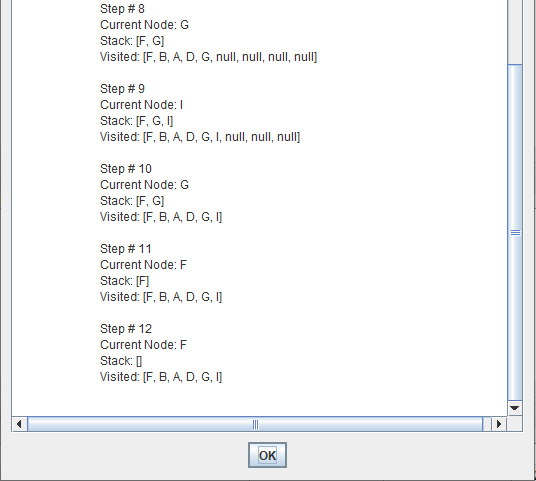 Step # 8
Current Node: G
Stack: [F, G]
Visited: [F, B, A, D, G, null, null, null, null]
Step # 9
Current Node: I
Stack: [F, G, I]
Visited: [F, B, A, D, G, I, null, null, null]
Step # 10
Current Node: G
Stack: [F, G]
Visited: [F, B, A, D, G, I]
Step # 11
Current Node: F
Stack: [F]
Visited: [F, B, A, D, G, I]
Step # 12
Current Node: F
Stack: []
Visited: [F, B, A, D, G, I]
OK